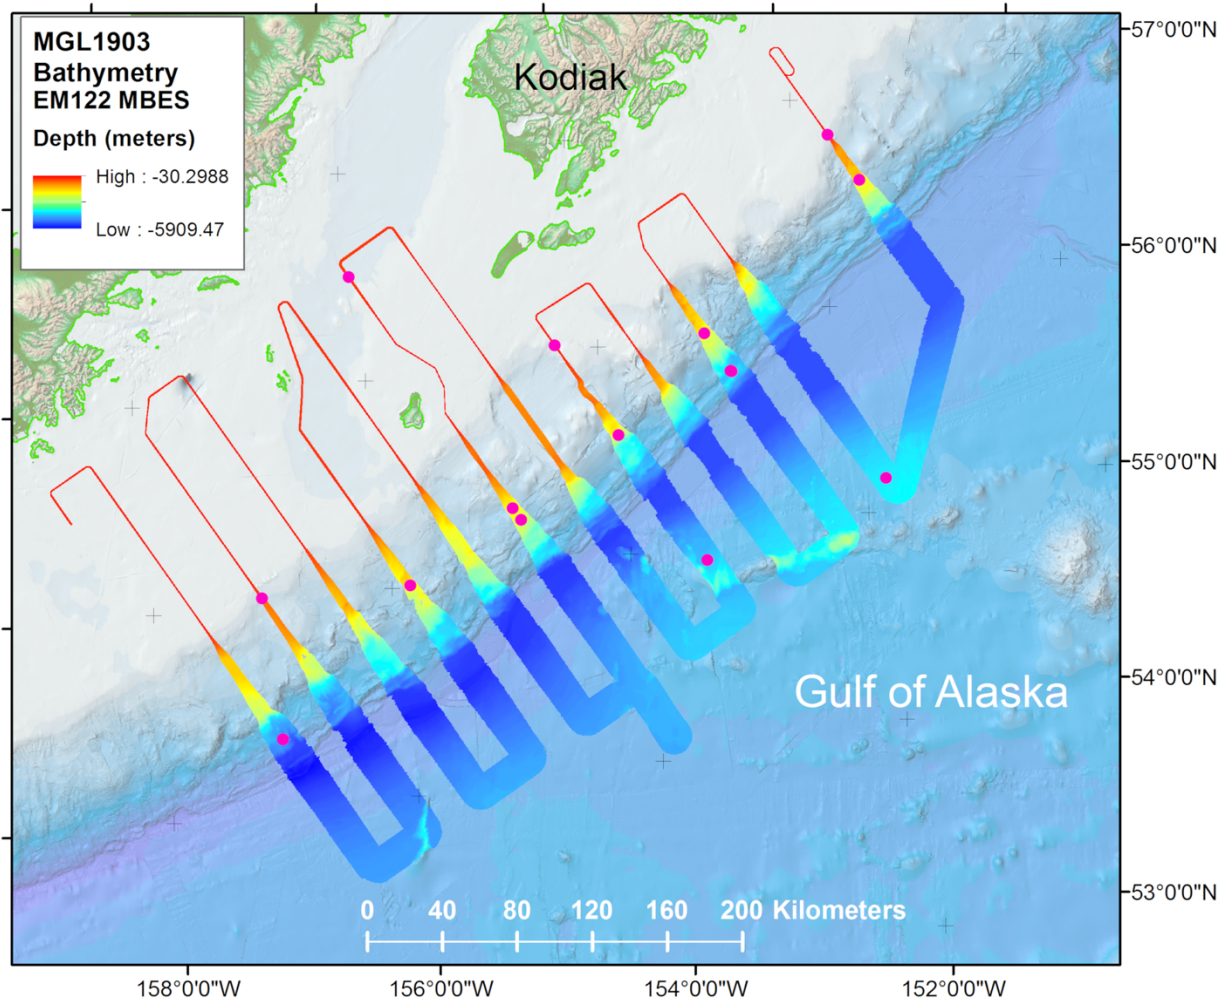 MGL1903
Bathymetry
EM122 MBES
Depth (meters)
High : -30.2988
Low : -5909.47
Kodiak
57°0'0"N
56°0'0"N
55°0'0"N
54°0'0"N
Gulf of Alaska
53°0'0"N
0 40 80 120 160 200 Kilometers
158°0'0"W 156°0'0"W 154°0'0"W 152°0'0"W